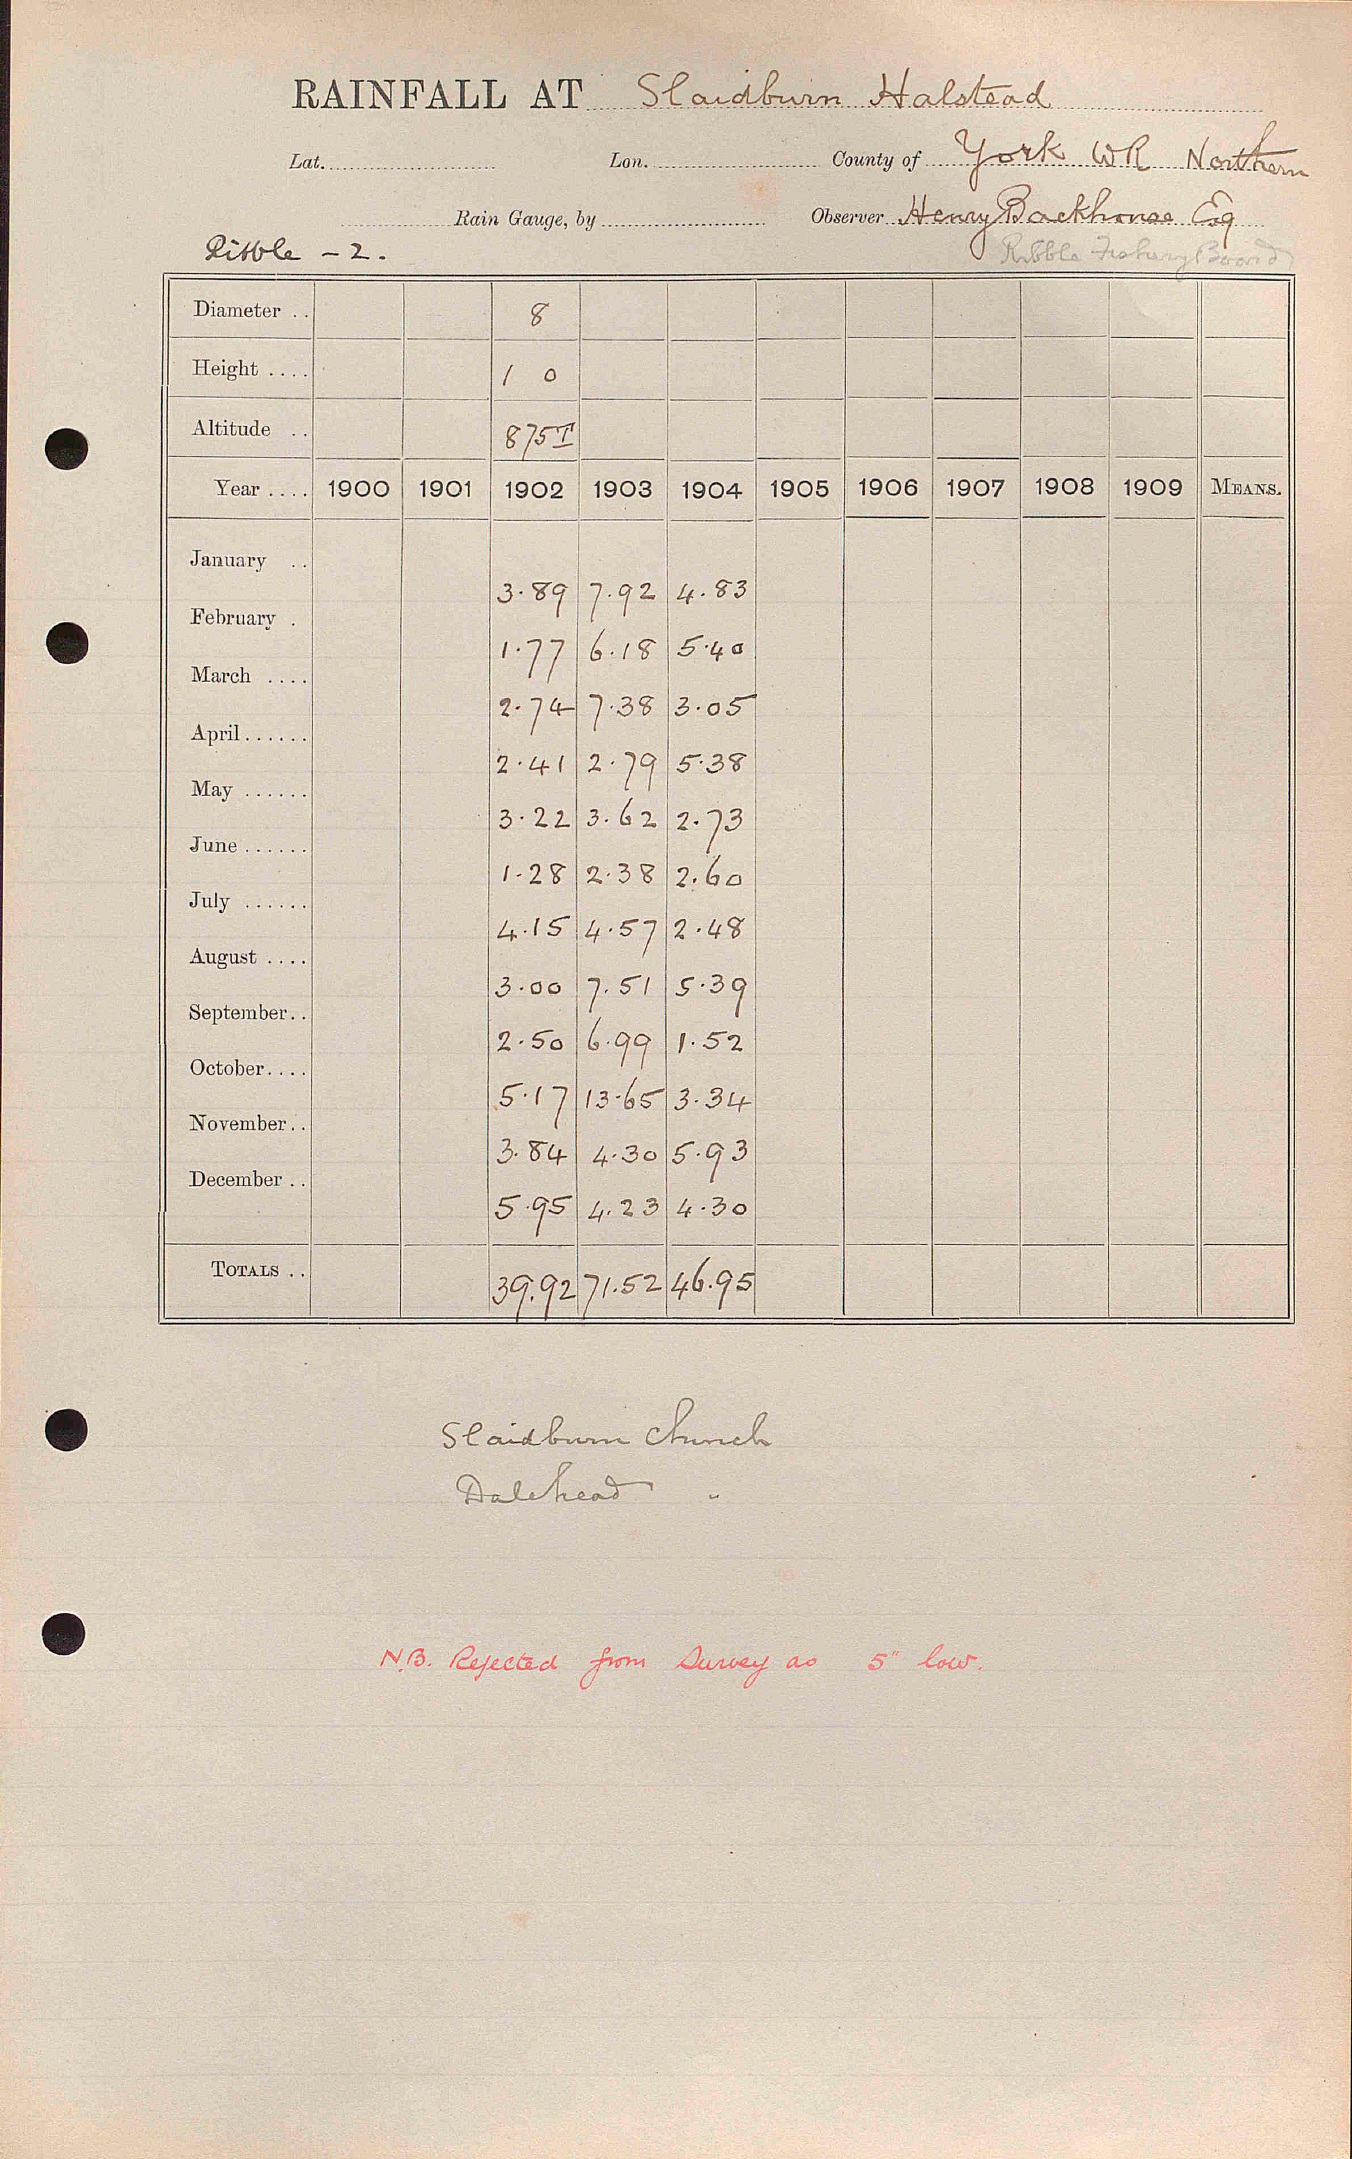 RAINFALL AT Slaidburn Halstead
Lat. Lon. County of York WR Northern
Rain Gauge, by Observer Henry Backhouse Esq
Ribble - 2. Ribble Fishery Board
Diameter .. 8
Height .... 1 0
Altitude .. 875T
Year .... 1900 1901 1902 1903 1904 1905 1906 1907 1908 1909 MEANS.
January ..
3.89 7.92 4.83
February .
1.77 6.18 5.40
March ....
2.74 7.38 3.05
April......
2.41 2.79 5.38
May ......
3.22 3.62 2.73
June ......
1.28 2.38 2.60
July ......
4.15 4.57 2.48
August ....
3.00 7.51 5.39
September..
2.50 6.99 1.52
October....
5.17 13.65 3.34
November..
3.84 4.30 5.93
December ..
5.95 4.23 4.30
TOTALS .. 39.92 71.52 46.95
Slaidburn Church
Dalehead "
N.B. Rejected from Survey as 5" low.